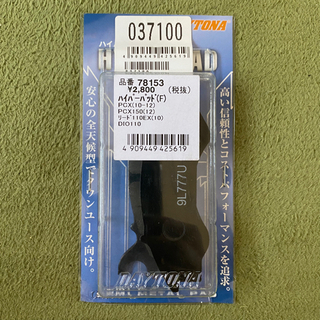 DAYTONA
037100
4909449425619
品番 78153
¥2,800 (税抜)
ハイパーパッド(F)
PCX(10-12)
PCX150(12)
リード110EX(10)
DIO110
4 909449 425619
高い信頼性とコストパフォーマンスを追求。
安心の全天候型でタウンユース向け。
9L777U
DAYTONA